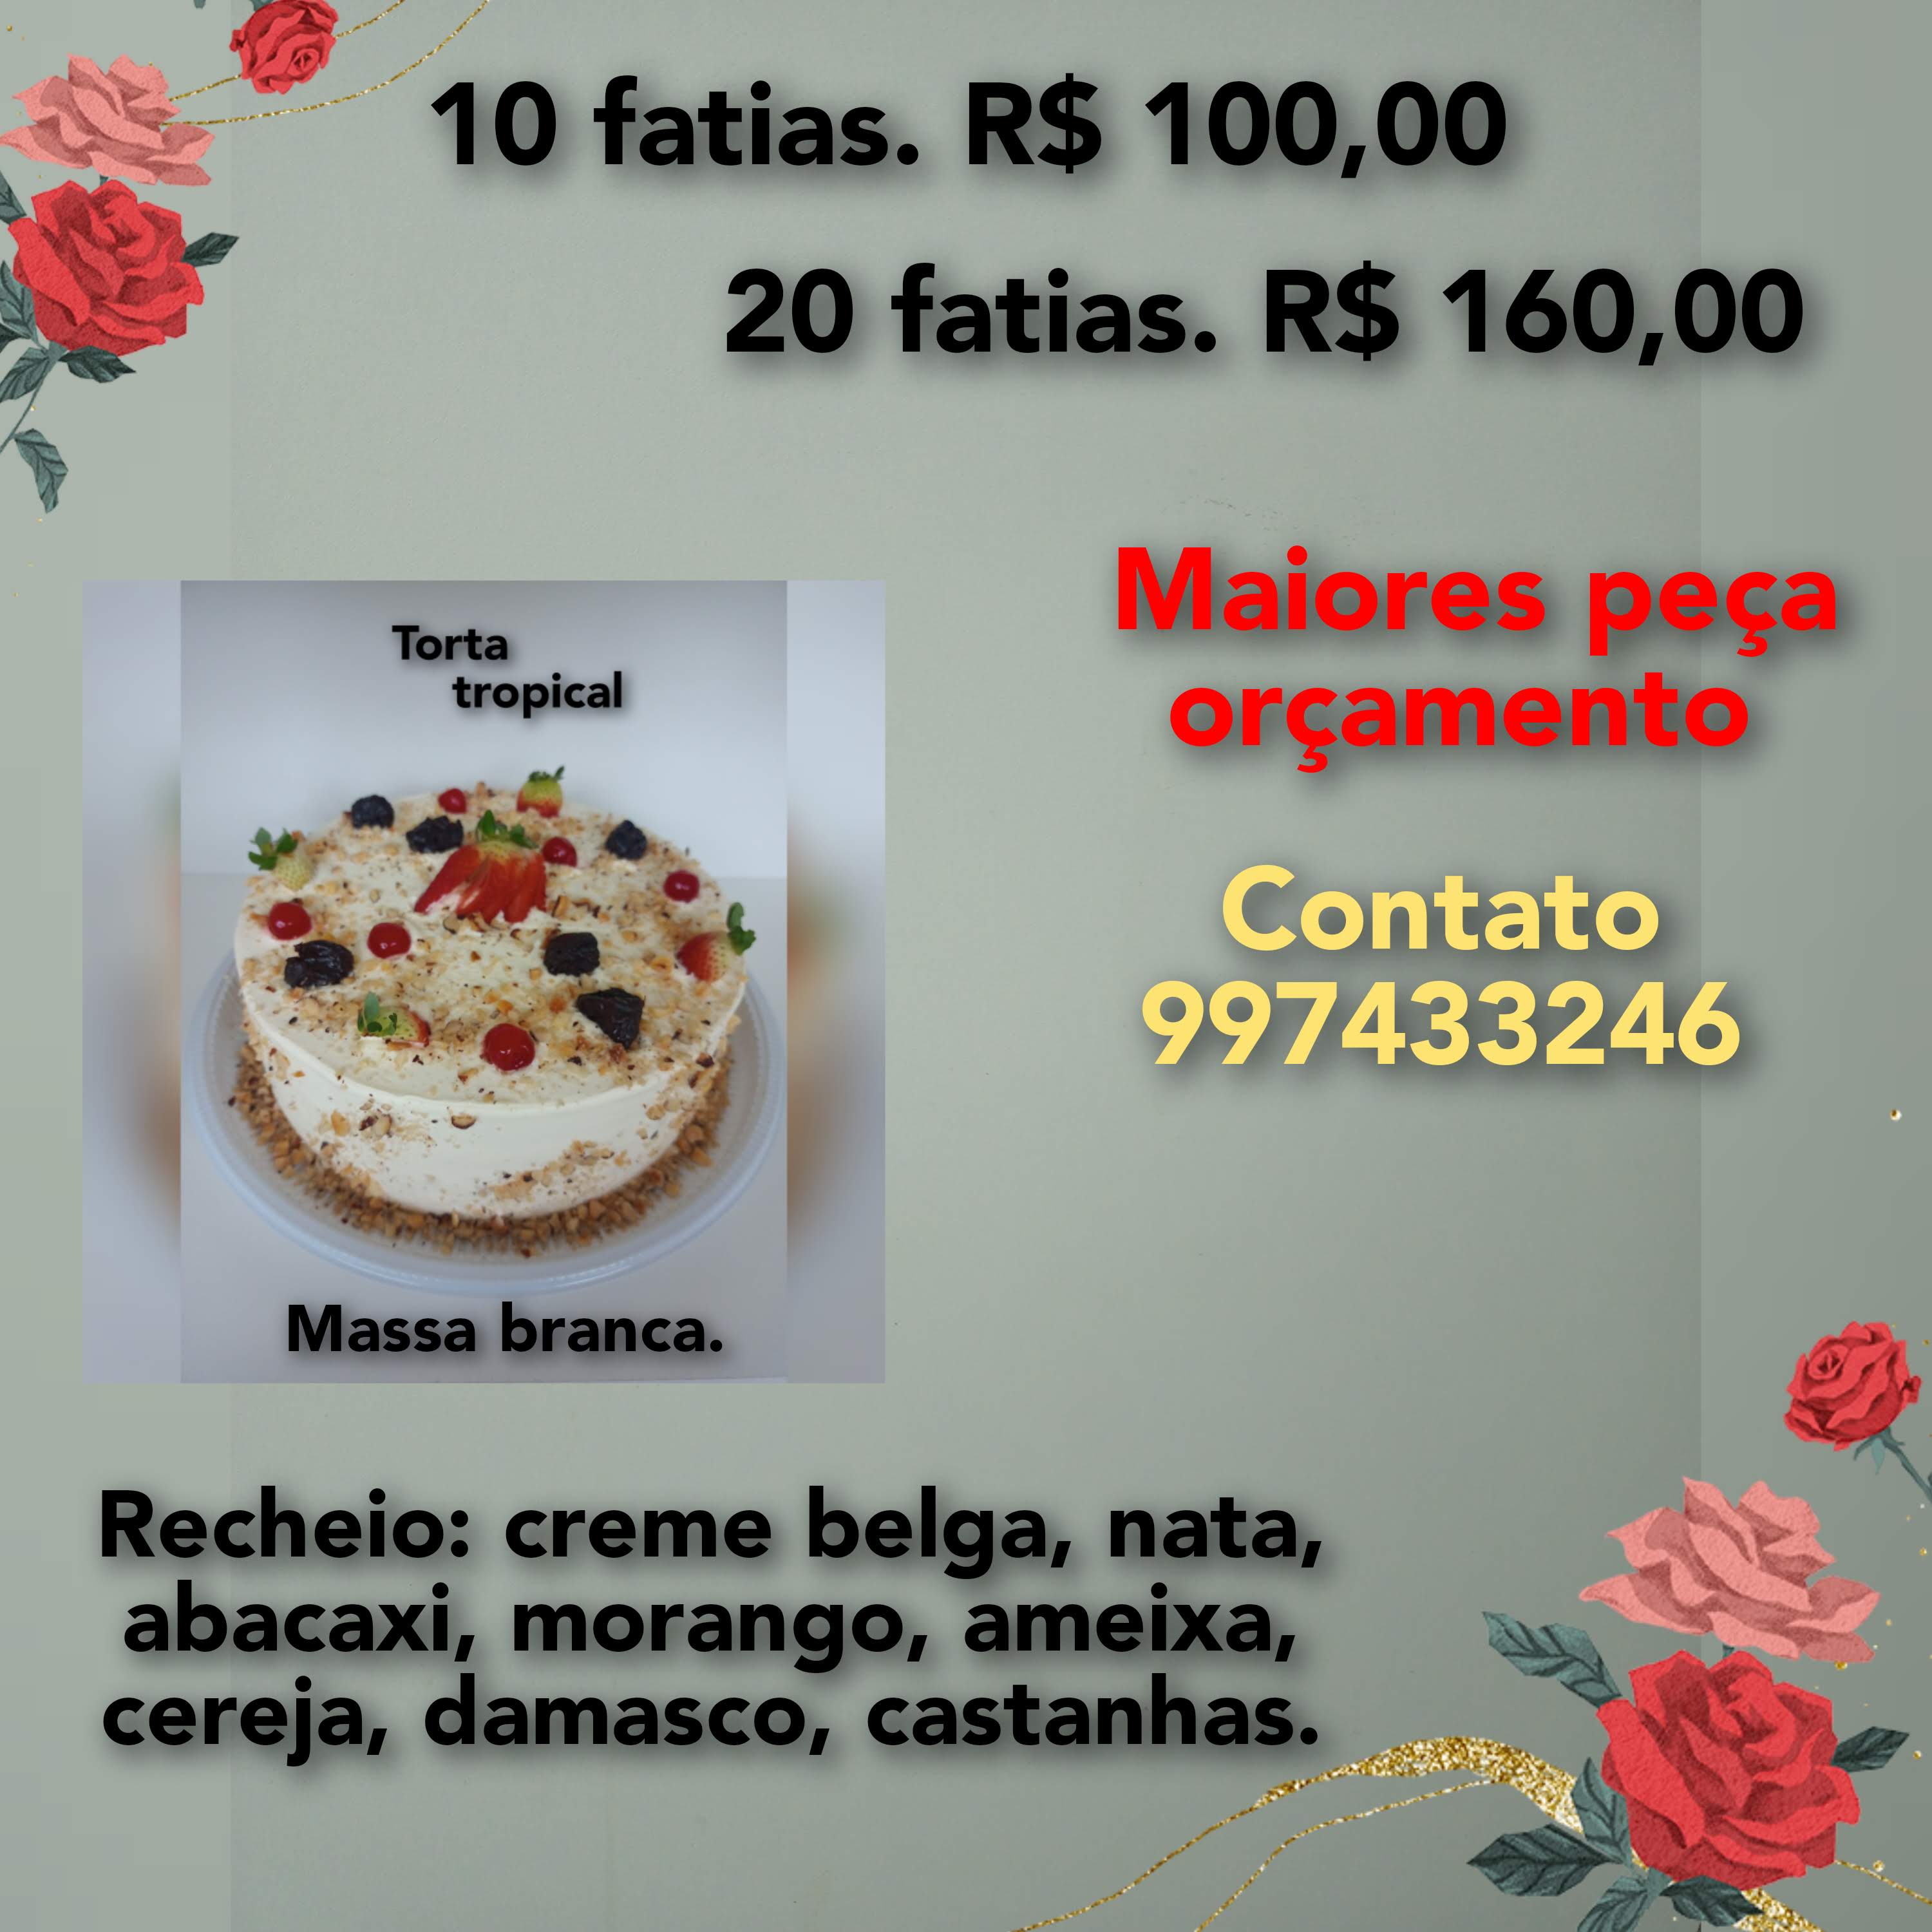 10 fatias. R$ 100,00
20 fatias. R$ 160,00
Maiores peça
orçamento
Contato
997433246
Torta
tropical
Massa branca.
Recheio: creme belga, nata,
abacaxi, morango, ameixa,
cereja, damasco, castanhas.